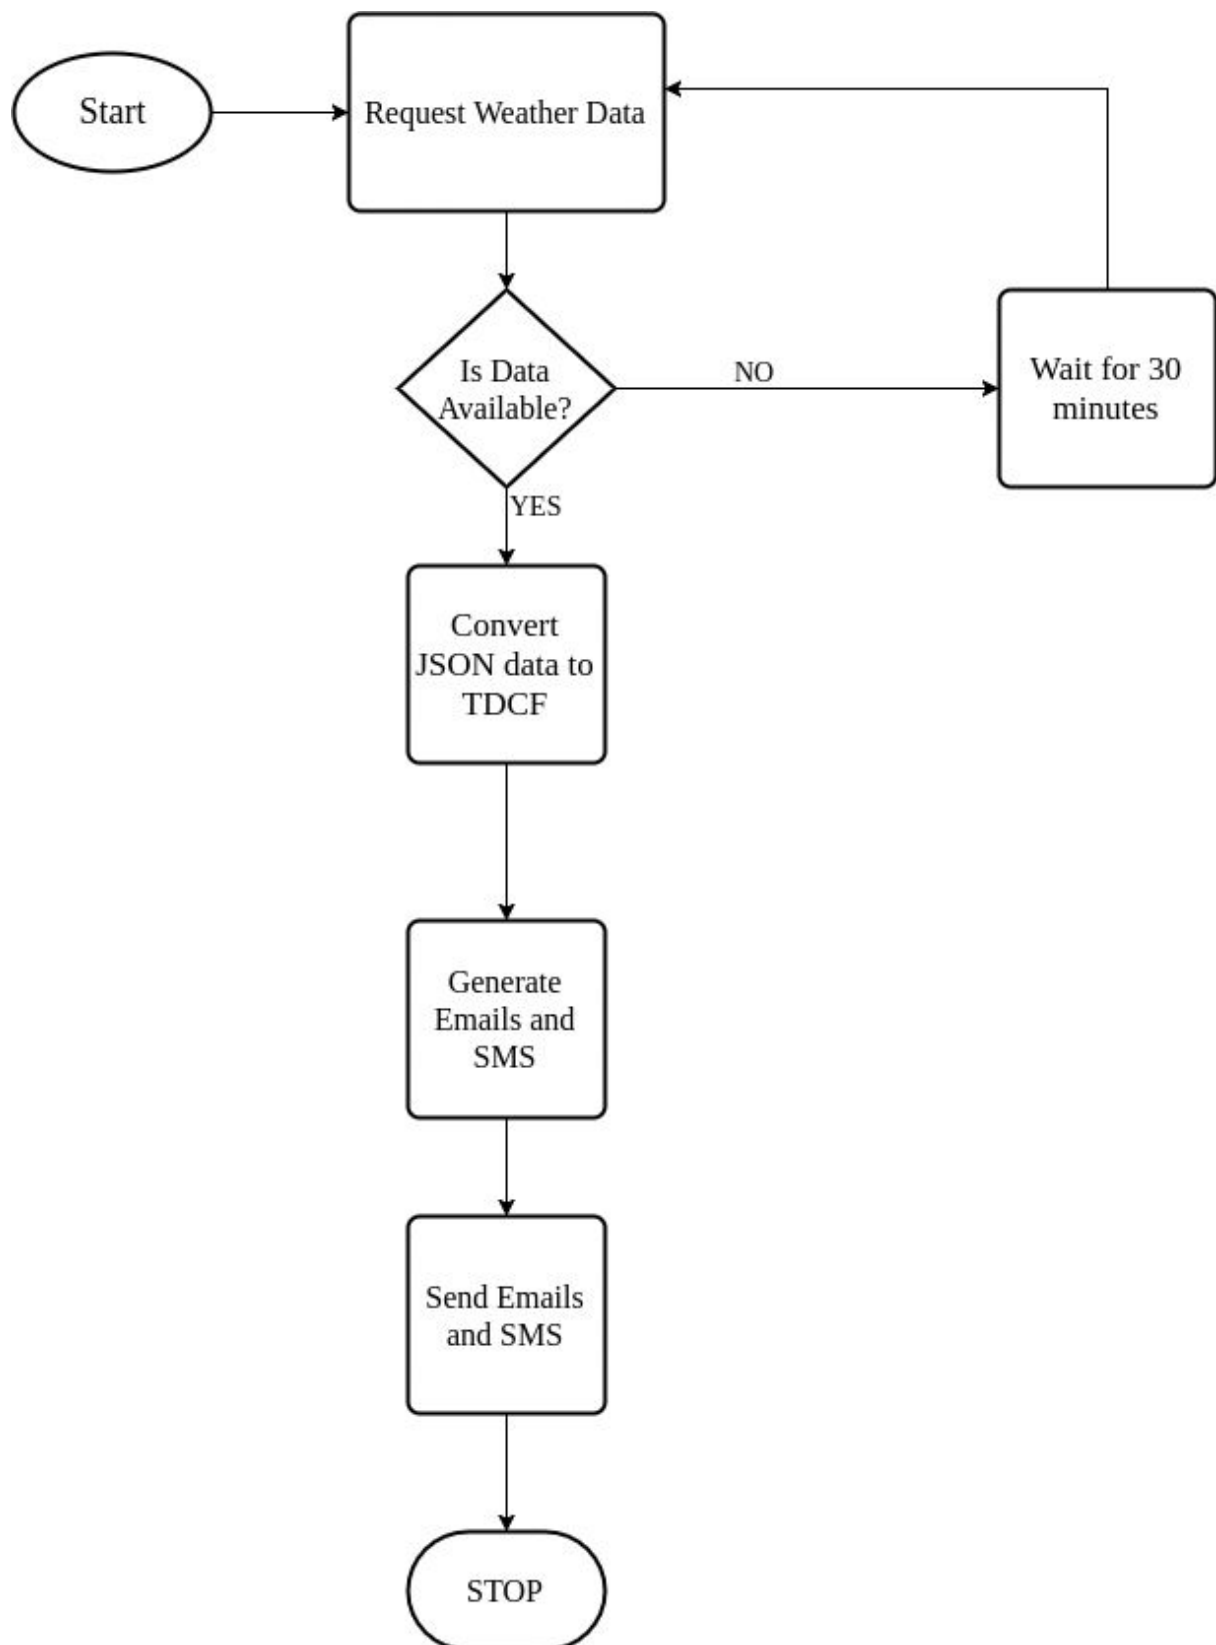 Start
Request Weather Data
Is Data
Available?
NO
Wait for 30
minutes
YES
Convert
JSON data to
TDCF
Generate
Emails and
SMS
Send Emails
and SMS
STOP